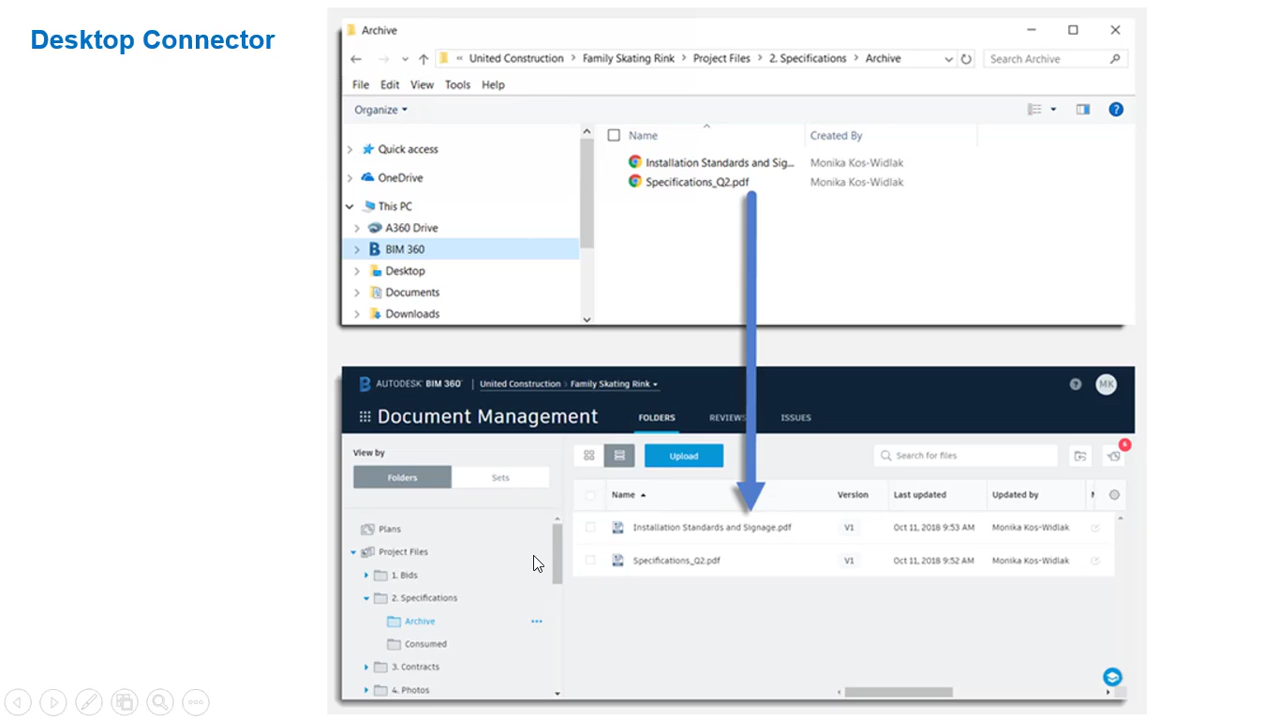 Desktop Connector
Archive
« United Construction > Family Skating Rink > Project Files > 2. Specifications > Archive
Search Archive
File Edit View Tools Help
Organize
Quick access
OneDrive
This PC
A360 Drive
BIM 360
Desktop
Documents
Downloads
Name Created By
Installation Standards and Sig... Monika Kos-Widlak
Specifications_Q2.pdf Monika Kos-Widlak
AUTODESK BIM 360 | United Construction > Family Skating Rink
MK
Document Management FOLDERS REVIEWS ISSUES
6
View by
Folders Sets
Plans
Project Files
1. Bids
2. Specifications
Archive
Consumed
3. Contracts
4. Photos
Upload Search for files
Name Version Last updated Updated by
Installation Standards and Signage.pdf V1 Oct 11, 2018 9:53 AM Monika Kos-Widlak
Specifications_Q2.pdf V1 Oct 11, 2018 9:52 AM Monika Kos-Widlak